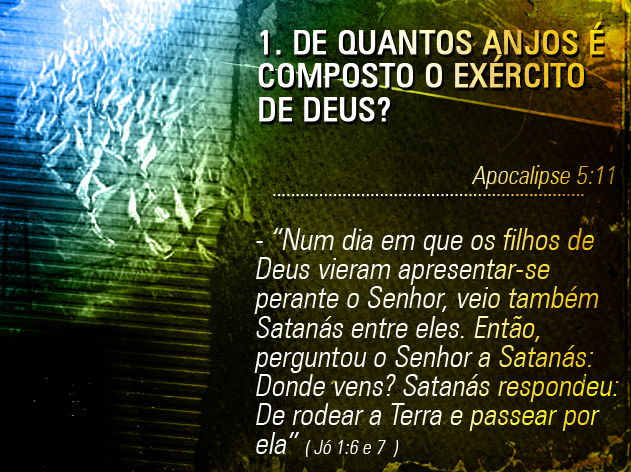 1. DE QUANTOS ANJOS É
COMPOSTO O EXÉRCITO
DE DEUS?
Apocalipse 5:11
- “Num dia em que os filhos de
Deus vieram apresentar-se
perante o Senhor, veio também
Satanás entre eles. Então,
perguntou o Senhor a Satanás:
Donde vens? Satanás respondeu:
De rodear a Terra e passear por
ela” ( Jó 1:6 e 7 )